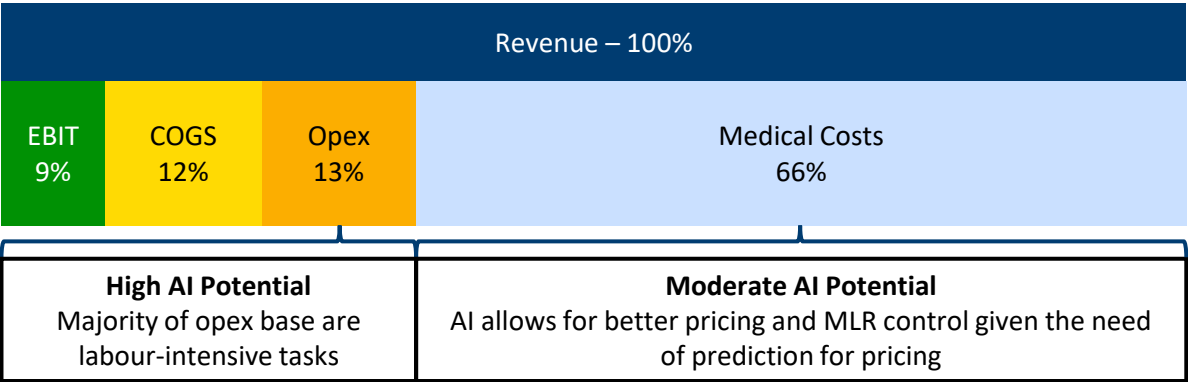 Revenue – 100%
EBIT
9%
COGS
12%
Opex
13%
Medical Costs
66%
High AI Potential
Majority of opex base are
labour-intensive tasks
Moderate AI Potential
AI allows for better pricing and MLR control given the need
of prediction for pricing